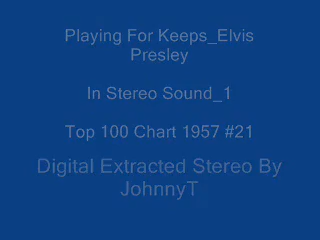 Playing For Keeps_Elvis
Presley
In Stereo Sound_1
Top 100 Chart 1957 #21
Digital Extracted Stereo By
JohnnyT